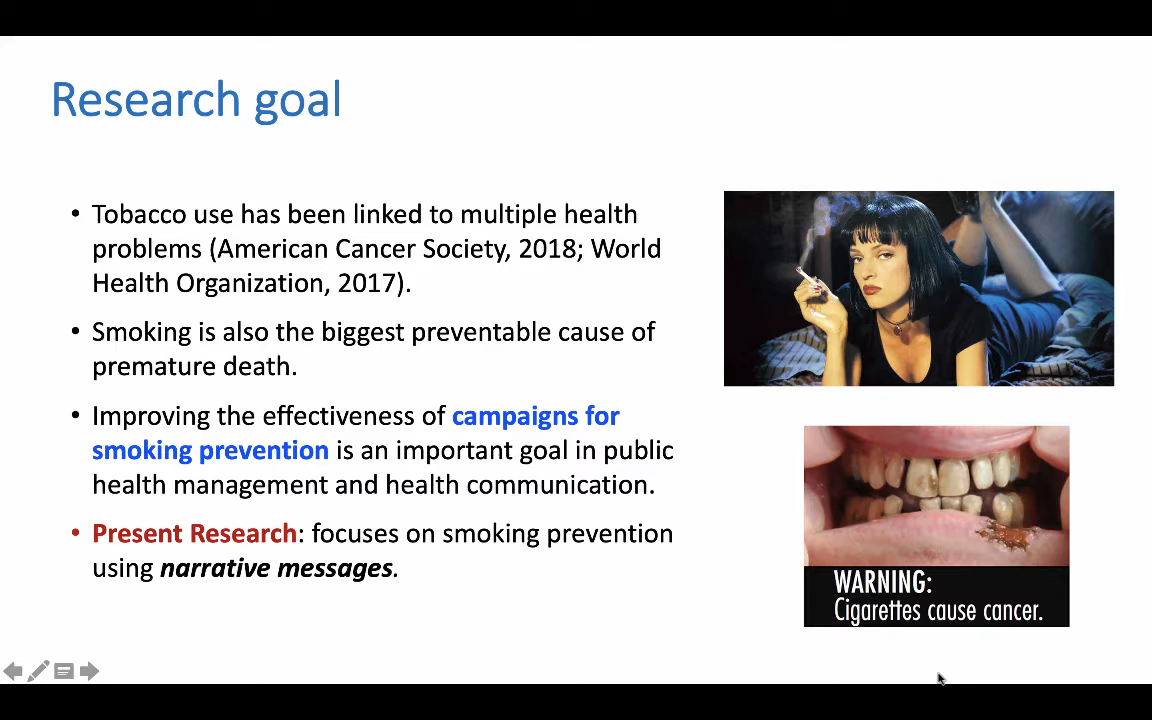 Research goal
• Tobacco use has been linked to multiple health
problems (American Cancer Society, 2018; World
Health Organization, 2017).
• Smoking is also the biggest preventable cause of
premature death.
• Improving the effectiveness of campaigns for
smoking prevention is an important goal in public
health management and health communication.
• Present Research: focuses on smoking prevention
using narrative messages.
WARNING:
Cigarettes cause cancer.